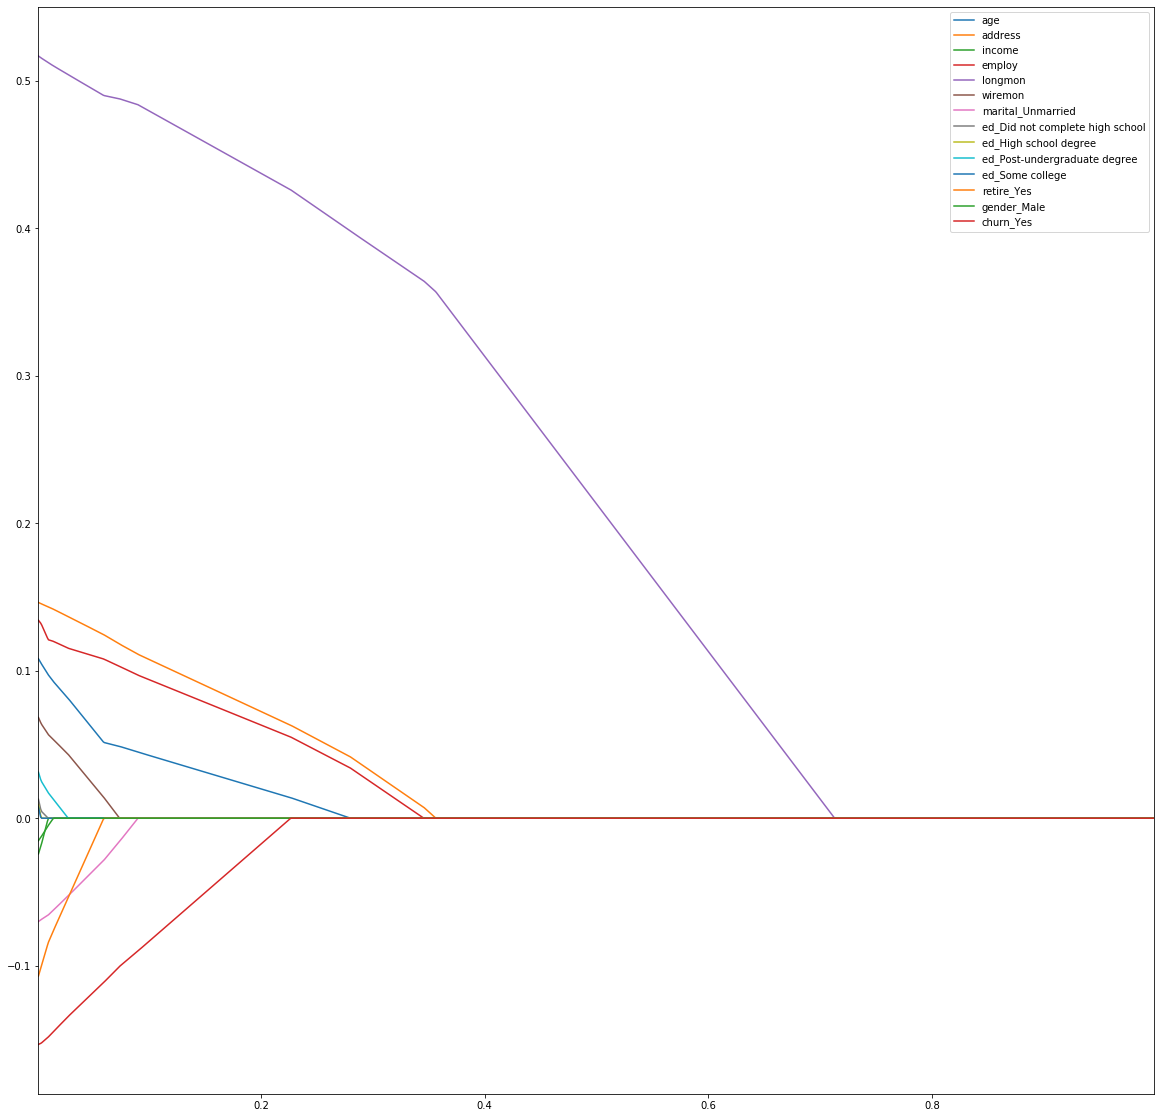 age
address
income
employ
longmon
wiremon
marital_Unmarried
ed_Did not complete high school
ed_High school degree
ed_Post-undergraduate degree
ed_Some college
retire_Yes
gender_Male
churn_Yes
0.5
0.4
0.3
0.2
0.1
0.0
−0.1
0.2 0.4 0.6 0.8